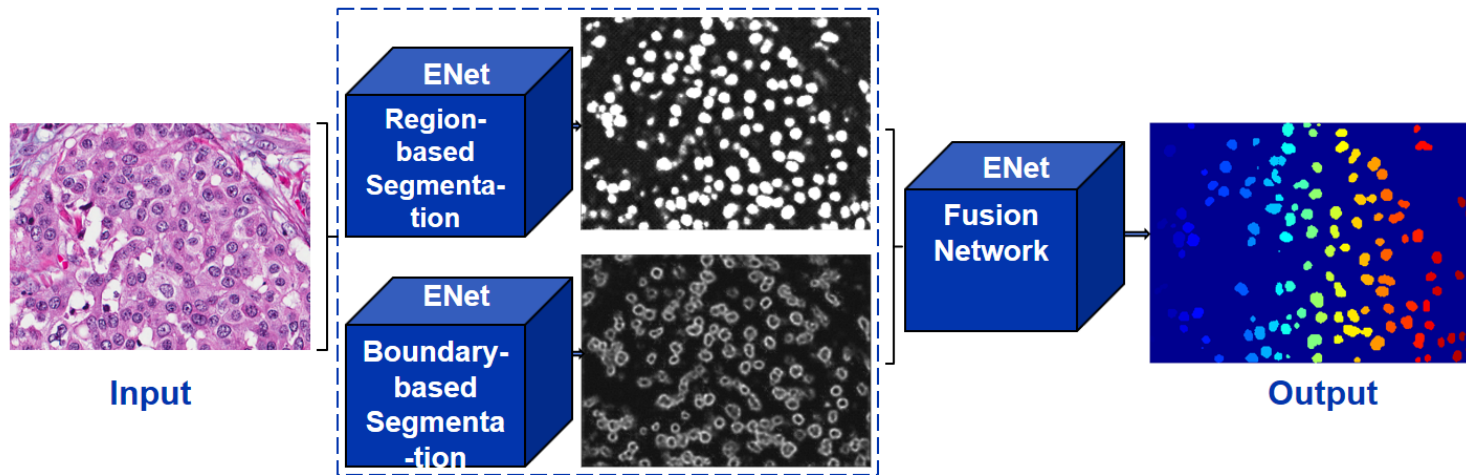 ENet
Region-
based
Segmenta-
tion
ENet
Boundary-
based
Segmenta
-tion
Input
ENet
Fusion
Network
Output